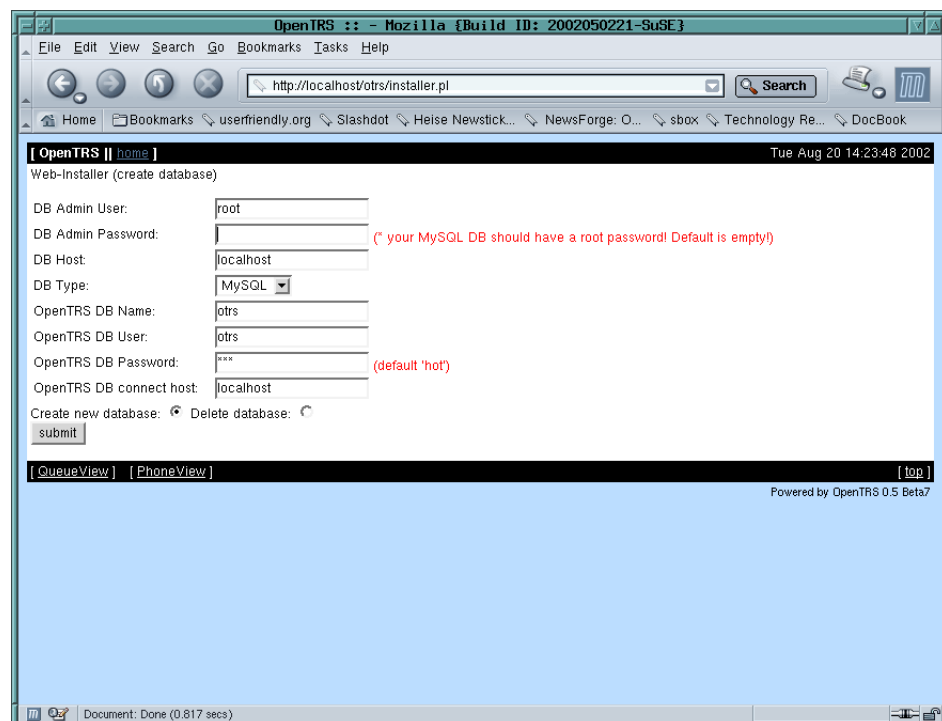 OpenTRS :: - Mozilla {Build ID: 2002050221-SuSE}
File Edit View Search Go Bookmarks Tasks Help
http://localhost/otrs/installer.pl Search
Home Bookmarks userfriendly.org Slashdot Heise Newstick... NewsForge: O... sbox Technology Re... DocBook
[ OpenTRS || home ] Tue Aug 20 14:23:48 2002
Web-Installer (create database)
DB Admin User: root
DB Admin Password: (* your MySQL DB should have a root password! Default is empty!)
DB Host: localhost
DB Type: MySQL
OpenTRS DB Name: otrs
OpenTRS DB User: otrs
OpenTRS DB Password: *** (default 'hot')
OpenTRS DB connect host: localhost
Create new database: Delete database:
submit
[ QueueView ] [ PhoneView ] [ top ]
Powered by OpenTRS 0.5 Beta7
Document: Done (0.817 secs)